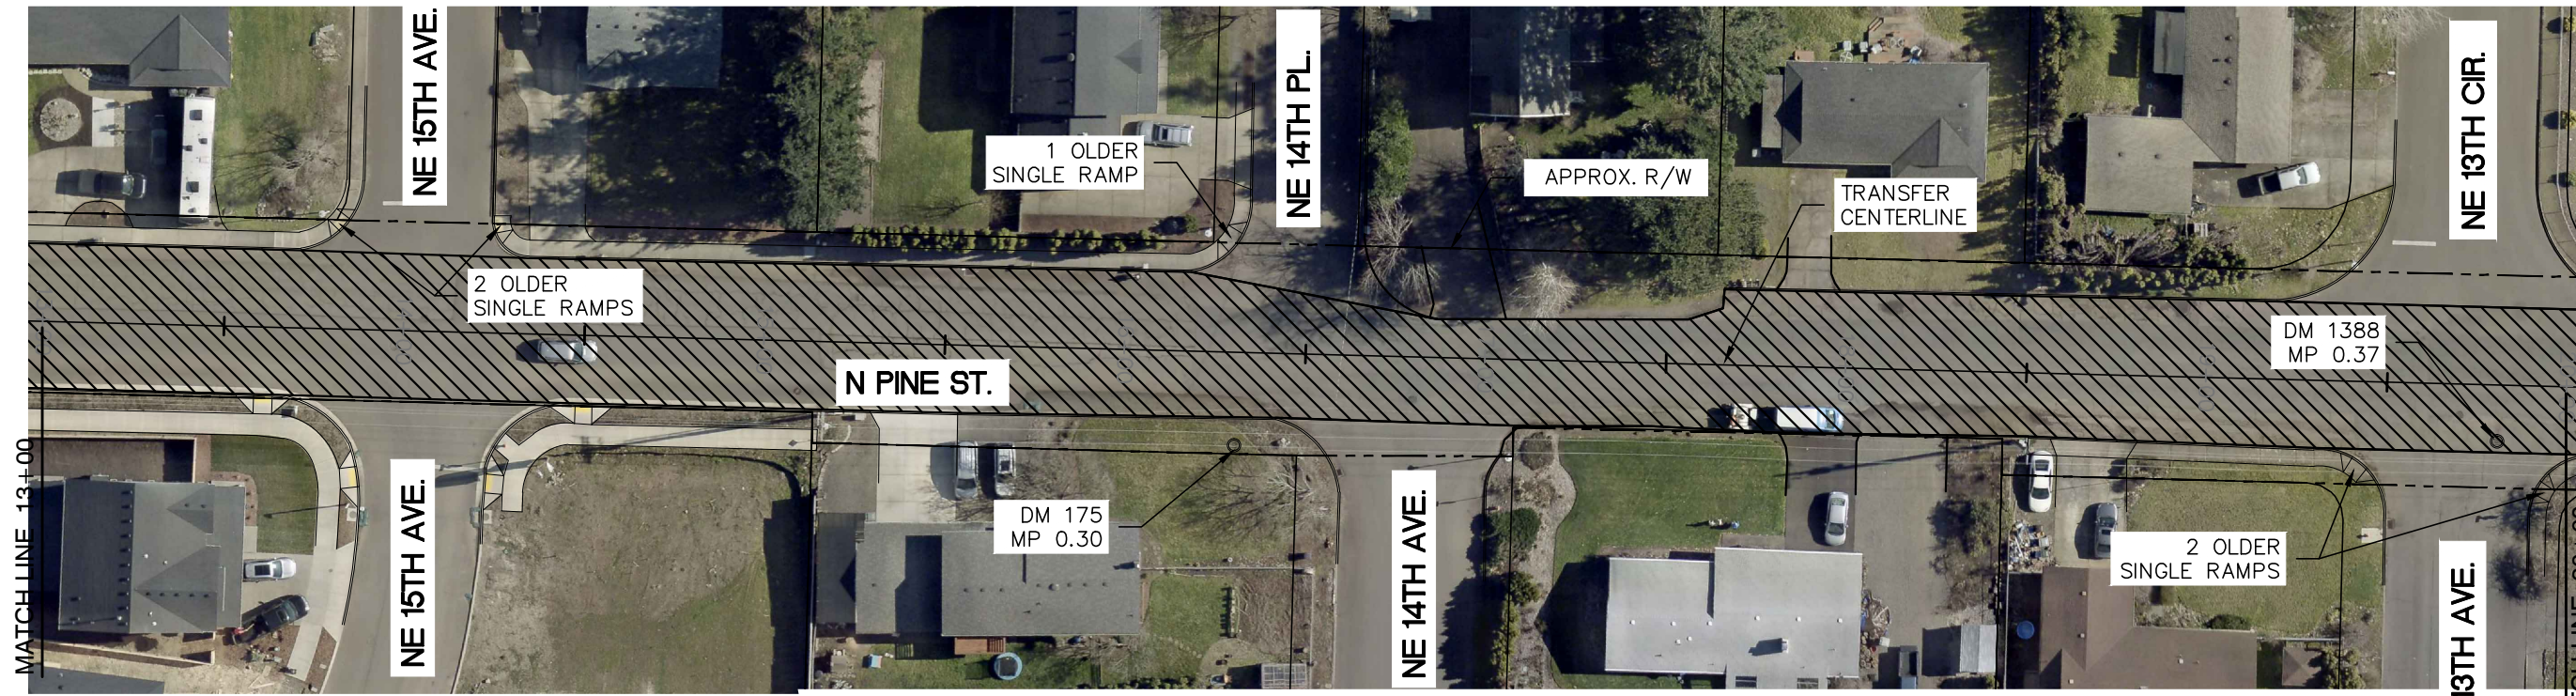 NE 15TH AVE.
NE 14TH PL.
NE 13TH CIR.
1 OLDER
SINGLE RAMP
APPROX. R/W
TRANSFER
CENTERLINE
2 OLDER
SINGLE RAMPS
DM 1388
MP 0.37
N PINE ST.
MATCH LINE 13+00
NE 15TH AVE.
DM 175
MP 0.30
NE 14TH AVE.
2 OLDER
SINGLE RAMPS
13TH AVE.